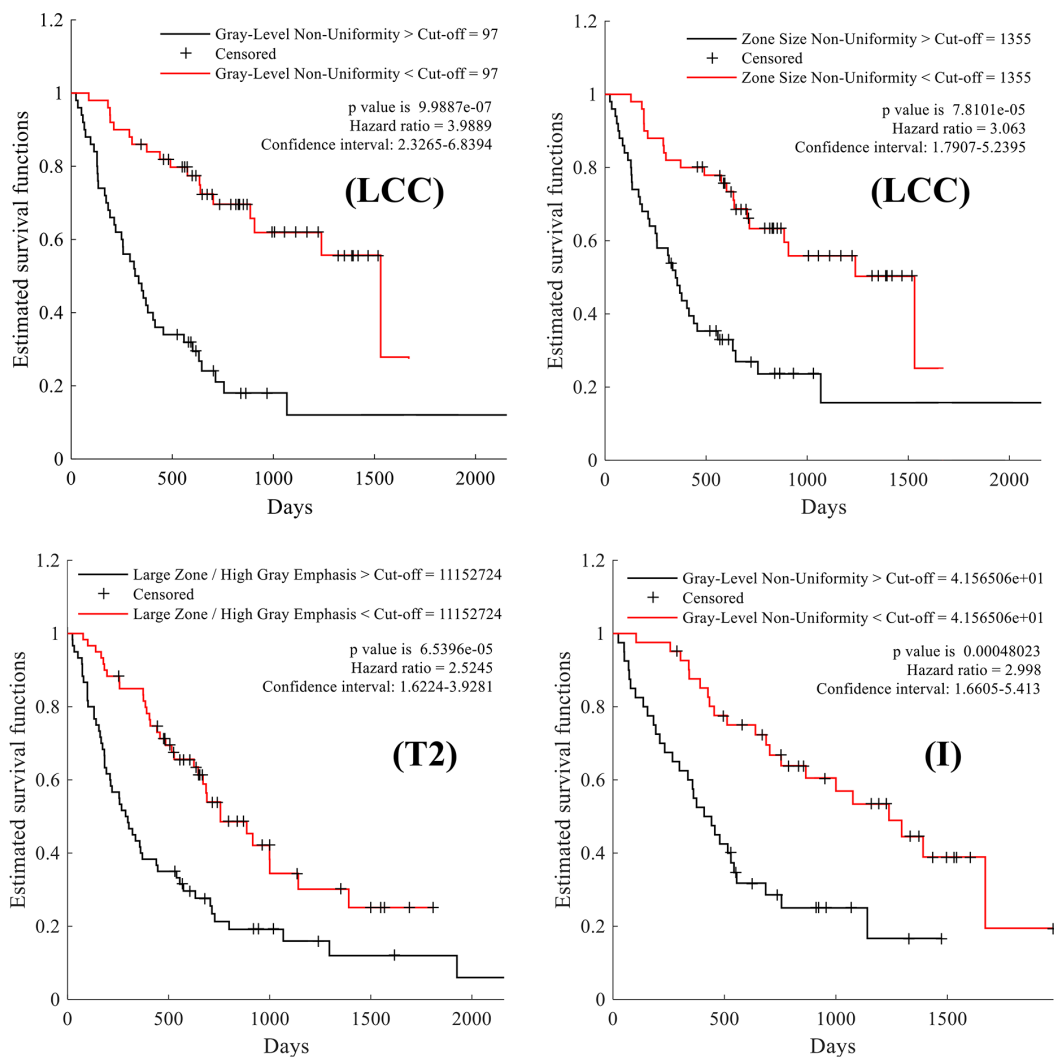 1.2
Gray-Level Non-Uniformity > Cut-off = 97
Censored
Gray-Level Non-Uniformity < Cut-off = 97
p value is 9.9887e-07
Hazard ratio = 3.9889
Confidence interval: 2.3265-6.8394
(LCC)
1
0.8
0.6
0.4
0.2
0
Estimated survival functions
0 500 1000 1500 2000
Days
1.2
Zone Size Non-Uniformity > Cut-off = 1355
Censored
Zone Size Non-Uniformity < Cut-off = 1355
p value is 7.8101e-05
Hazard ratio = 3.063
Confidence interval: 1.7907-5.2395
(LCC)
1
0.8
0.6
0.4
0.2
0
Estimated survival functions
0 500 1000 1500 2000
Days
1.2
Large Zone / High Gray Emphasis > Cut-off = 11152724
Censored
Large Zone / High Gray Emphasis < Cut-off = 11152724
p value is 6.5396e-05
Hazard ratio = 2.5245
Confidence interval: 1.6224-3.9281
(T2)
1
0.8
0.6
0.4
0.2
0
Estimated survival functions
0 500 1000 1500 2000
Days
1.2
Gray-Level Non-Uniformity > Cut-off = 4.156506e+01
Censored
Gray-Level Non-Uniformity < Cut-off = 4.156506e+01
p value is 0.00048023
Hazard ratio = 2.998
Confidence interval: 1.6605-5.413
(I)
1
0.8
0.6
0.4
0.2
0
Estimated survival functions
0 500 1000 1500
Days